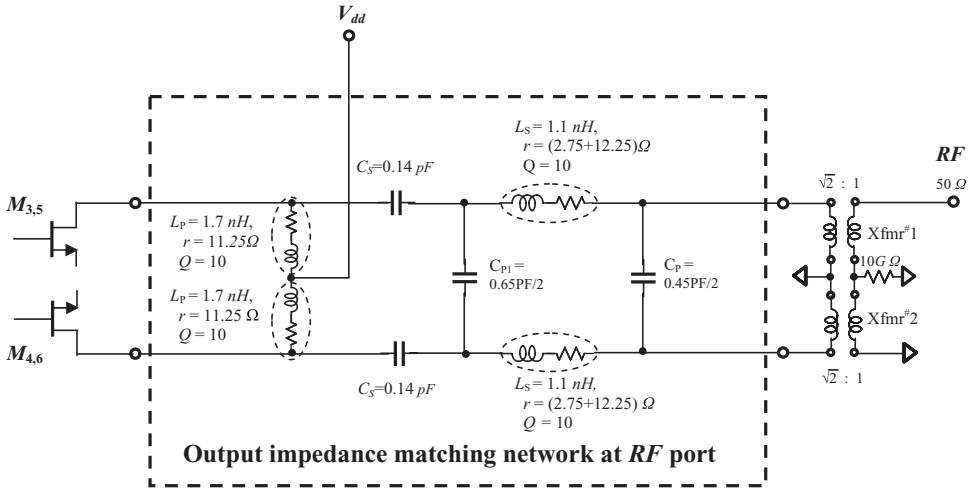 V_dd
L_S = 1.1 nH,
r = (2.75+12.25)Ω
Q = 10
C_S=0.14 pF
RF
50 Ω
M_3,5
√2 : 1
L_P = 1.7 nH,
r = 11.25Ω
Q = 10
Xfmr^#1
10G Ω
C_P1 =
0.65PF/2
C_P =
0.45PF/2
L_P = 1.7 nH,
r = 11.25 Ω
Q = 10
Xfmr^#2
M_4,6
√2 : 1
C_S=0.14 pF
L_S = 1.1 nH,
r = (2.75+12.25) Ω
Q = 10
Output impedance matching network at RF port